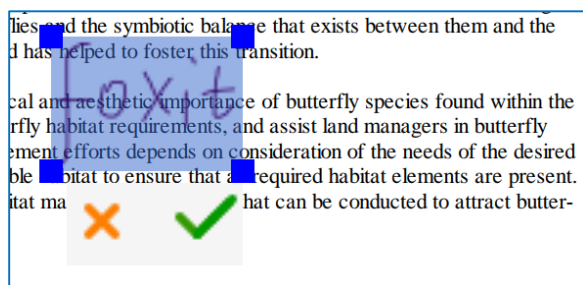 flies and the symbiotic balance that exists between them and the
d has helped to foster this transition.
Foxit
cal and aesthetic importance of butterfly species found within the
rfly habitat requirements, and assist land managers in butterfly
ement efforts depends on consideration of the needs of the desired
ble habitat to ensure that a required habitat elements are present.
itat ma hat can be conducted to attract butter-